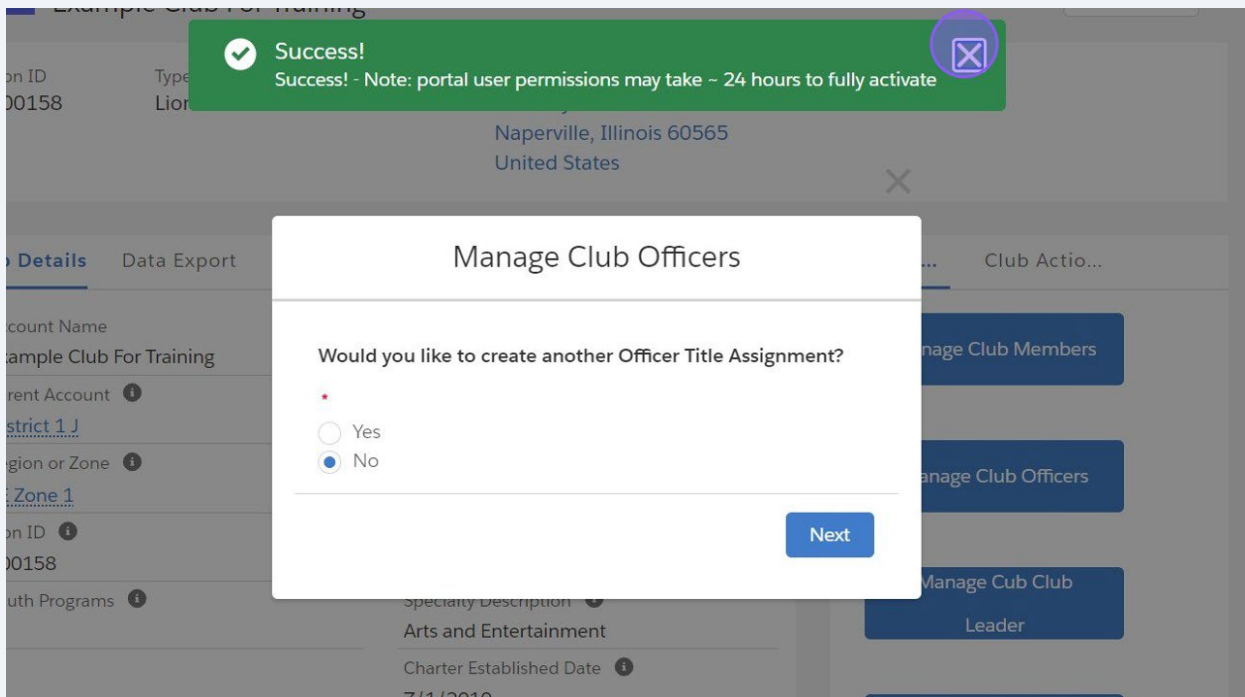 Example Club For Training
Success!
Success! - Note: portal user permissions may take ~ 24 hours to fully activate
on ID
Type
00158
Lior
Naperville, Illinois 60565
United States
Details
Data Export
Club Actio...
Manage Club Officers
count Name
ample Club For Training
rent Account
strict 1 J
gion or Zone
Zone 1
on ID
00158
uth Programs
Would you like to create another Officer Title Assignment?
*
Yes
No
Next
nage Club Members
anage Club Officers
Manage Cub Club
Leader
Specialty Description
Arts and Entertainment
Charter Established Date
7/1/2019